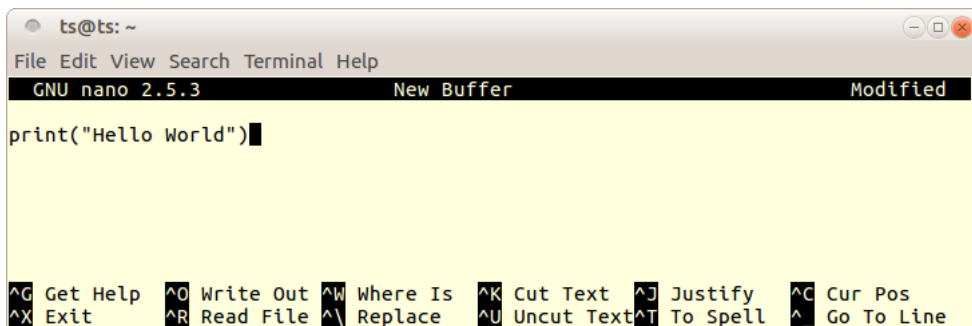 ts@ts: ~
File Edit View Search Terminal Help
GNU nano 2.5.3 New Buffer Modified
print("Hello World")
^G Get Help ^O Write Out ^W Where Is ^K Cut Text ^J Justify ^C Cur Pos
^X Exit ^R Read File ^\ Replace ^U Uncut Text ^T To Spell ^ Go To Line